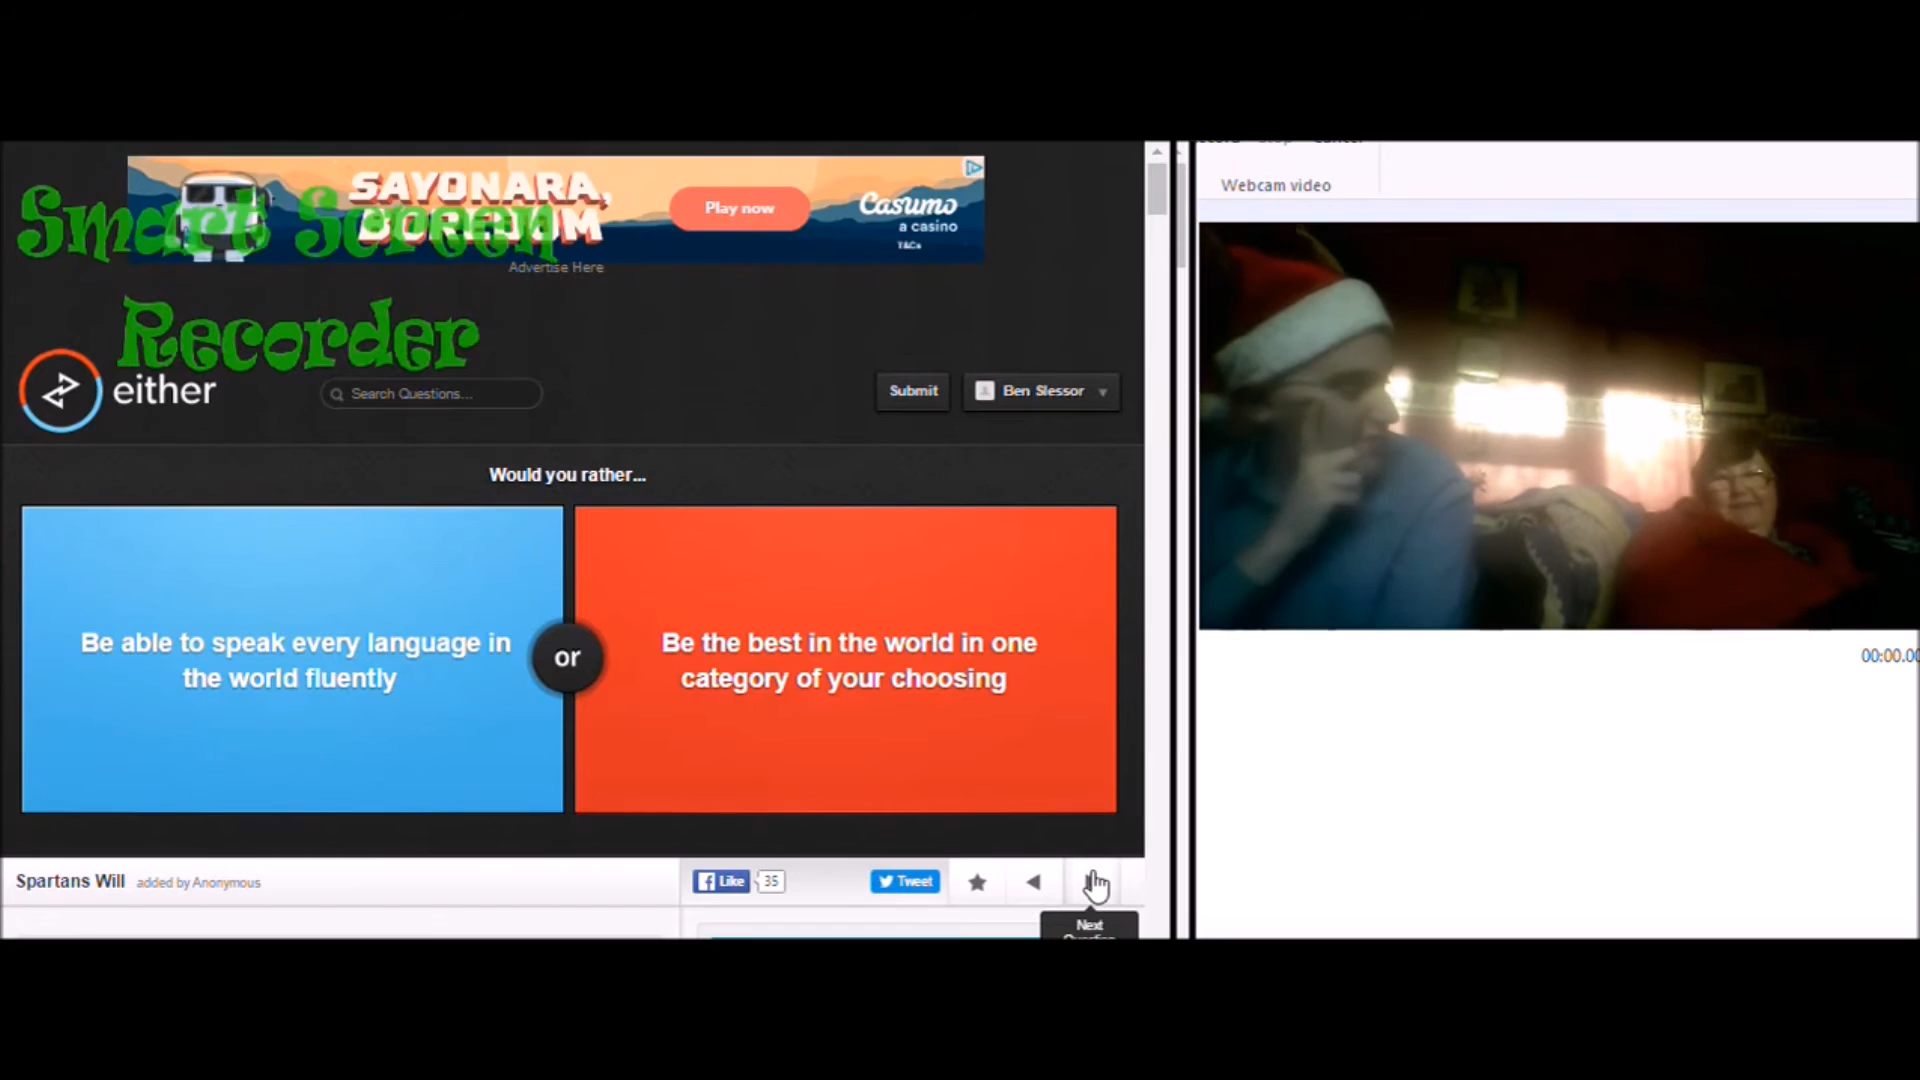 SAYONARA,
BOREDOM
Play now
Casumo
a casino
T&Cs
Smart Screen
Recorder
Advertise Here
either
Search Questions...
Submit
Ben Slessor
Would you rather...
Be able to speak every language in
the world fluently
or
Be the best in the world in one
category of your choosing
Spartans Will added by Anonymous
Like 35
Tweet
Next
Webcam video